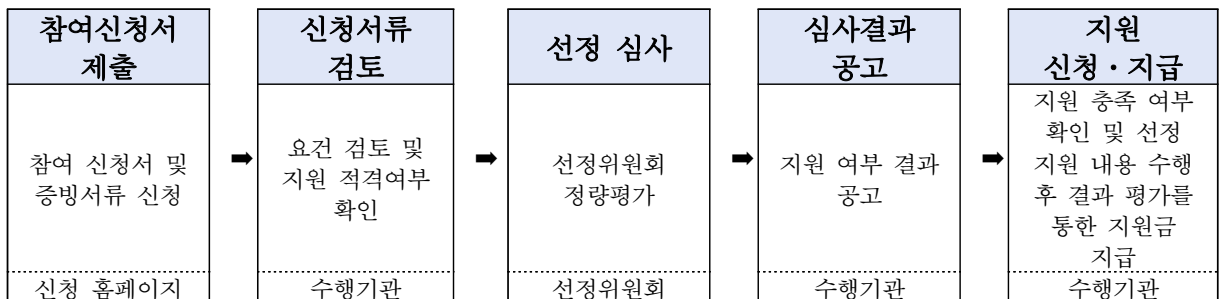 참여신청서
제출
참여 신청서 및
증빙서류 신청
신청 홈페이지
➡
신청서류
검토
요건 검토 및
지원 적격여부
확인
수행기관
➡
선정 심사
선정위원회
정량평가
선정위원회
➡
심사결과
공고
지원 여부 결과
공고
수행기관
➡
지원
신청·지급
지원 충족 여부
확인 및 선정
지원 내용 수행
후 결과 평가를
통한 지원금
지급
수행기관